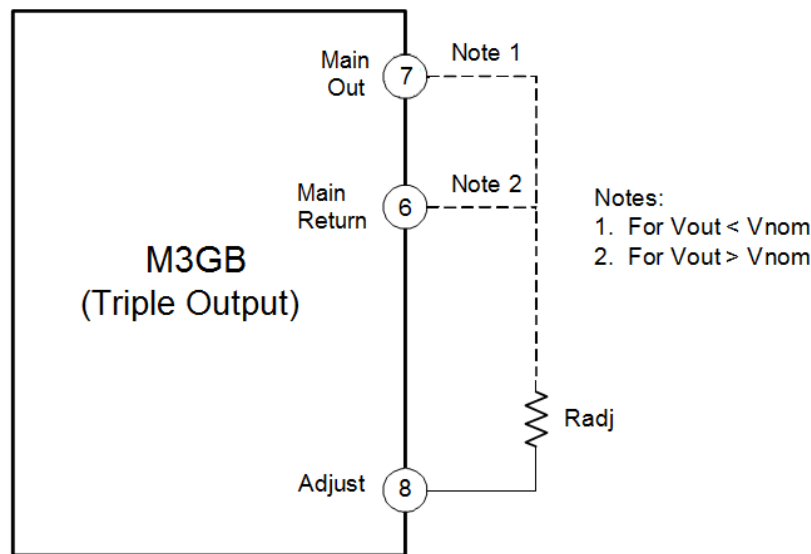 Main
Out
7
Note 1
Main
Return
6
Note 2
Notes:
1. For Vout < Vnom
2. For Vout > Vnom
M3GB
(Triple Output)
Radj
Adjust
8